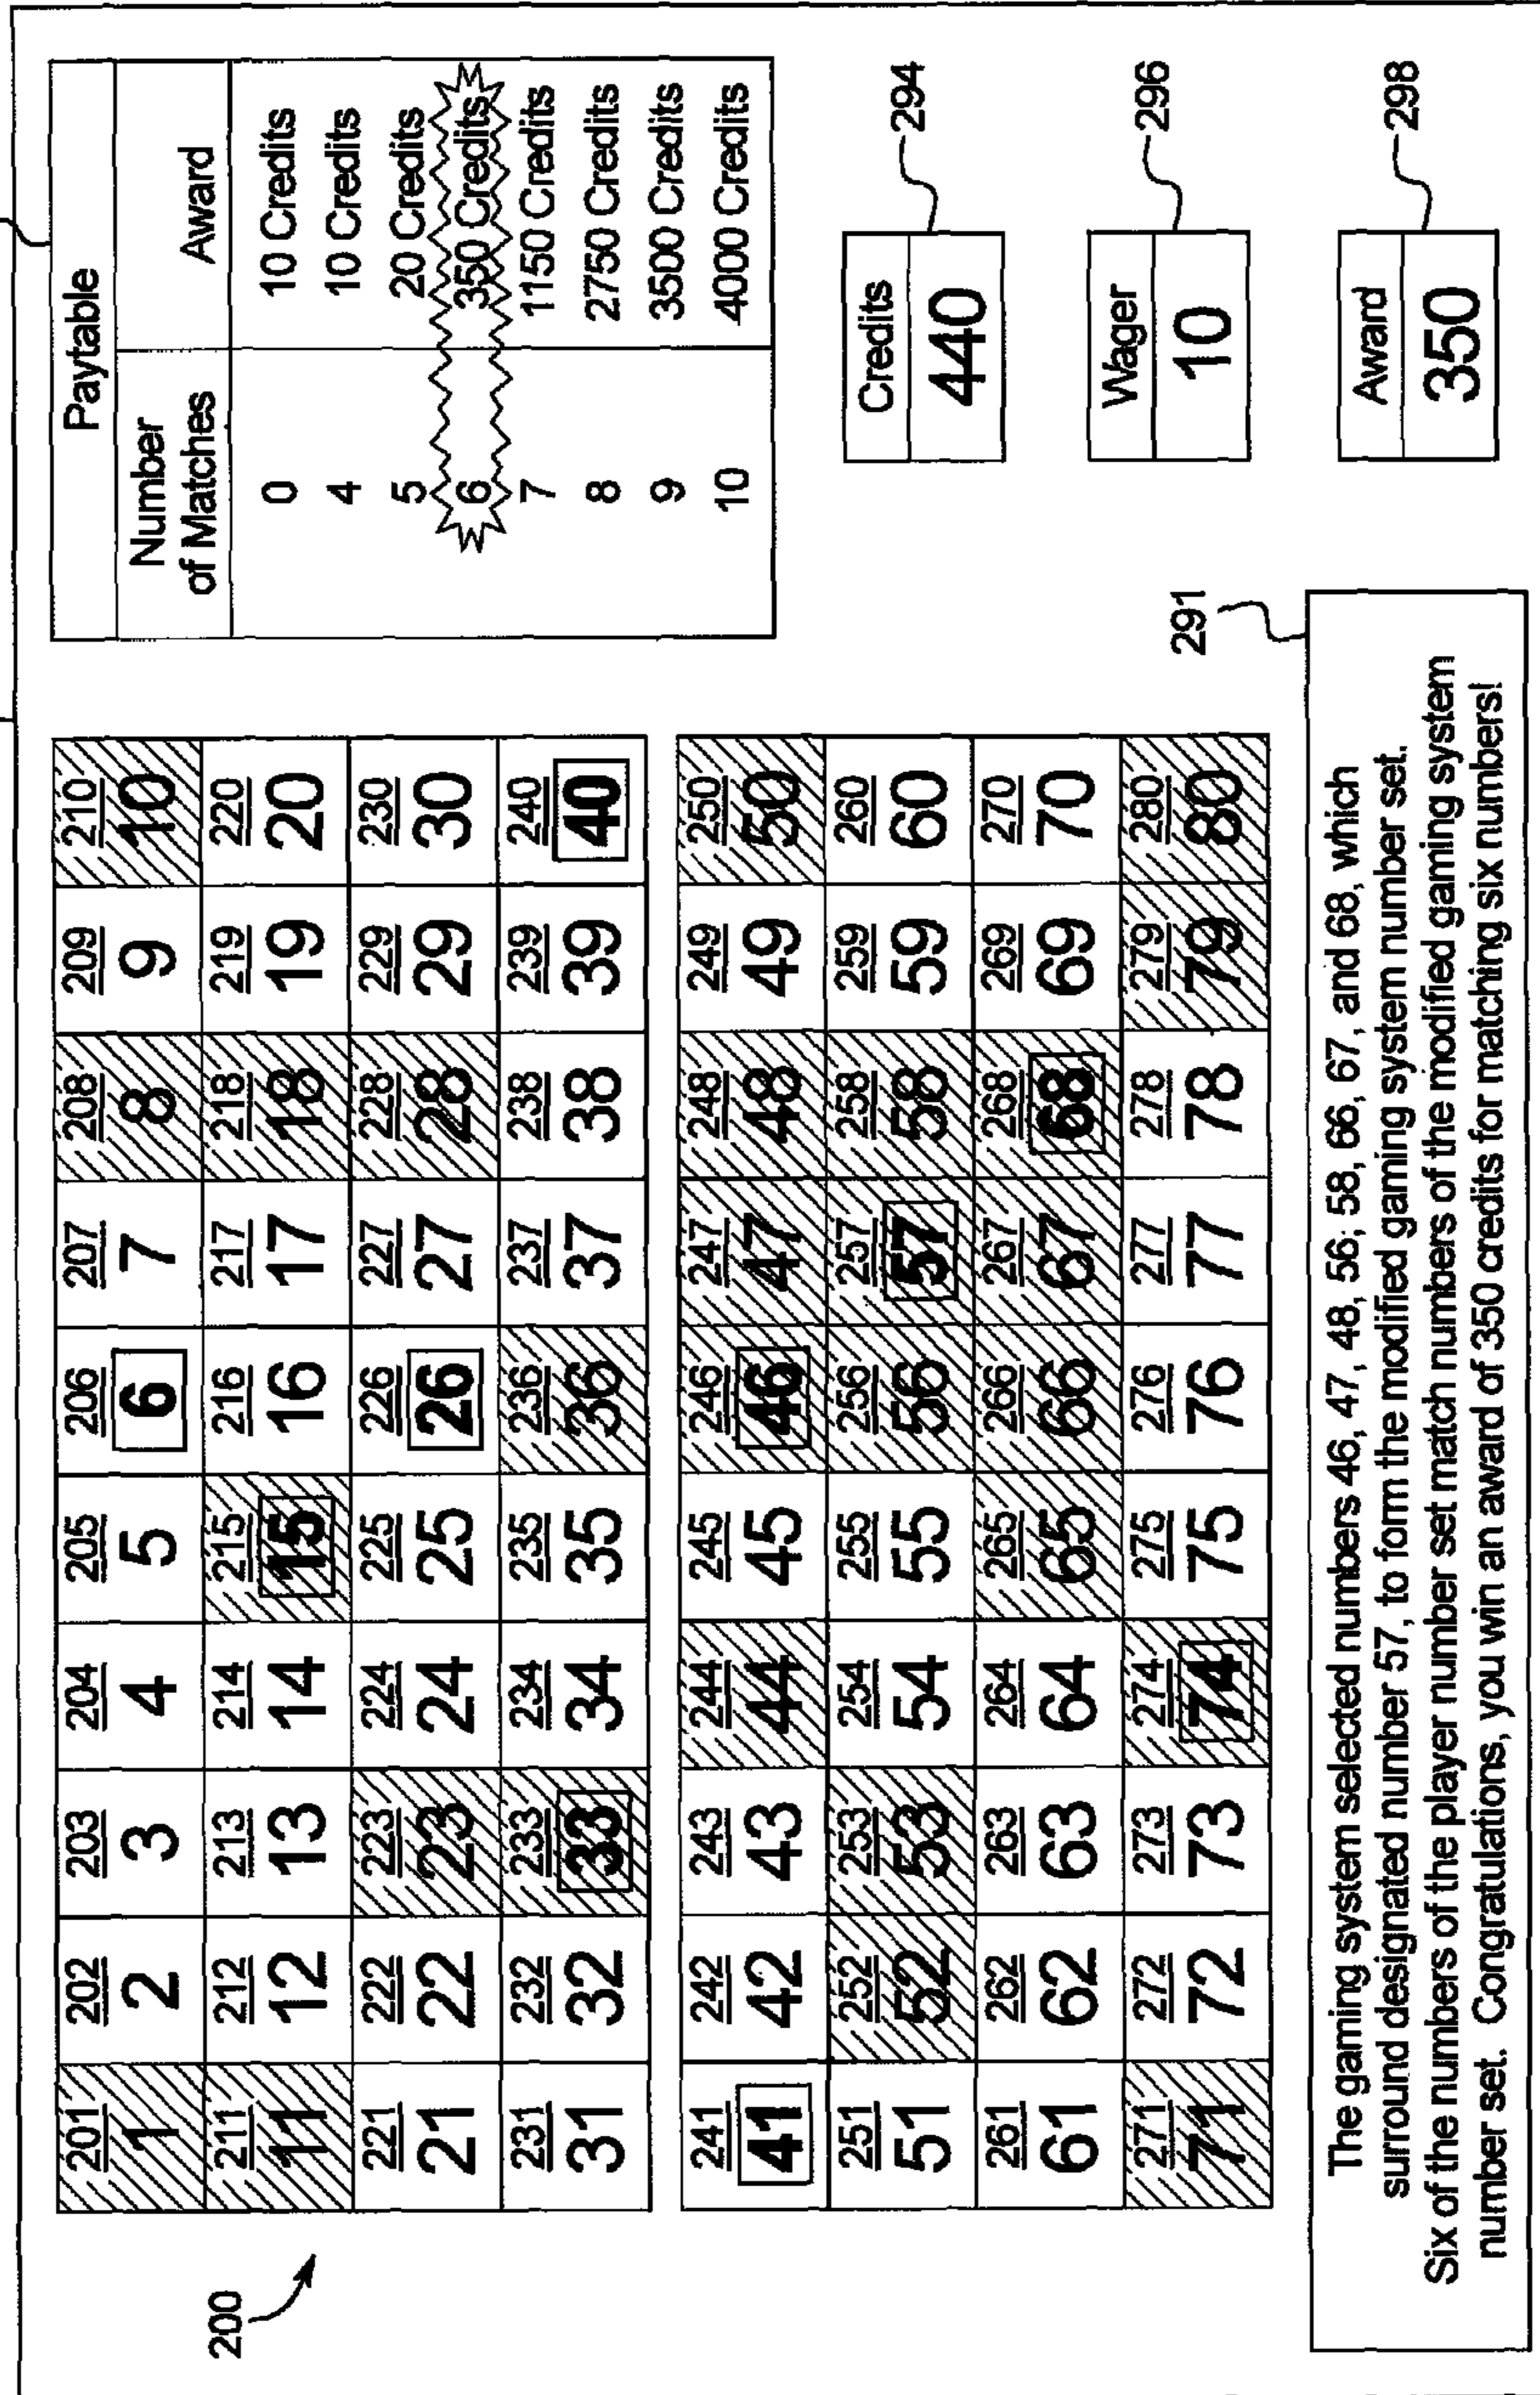 200
201 202 203 204 205 206 207 208 209 210
1 2 3 4 5 6 7 8 9 10
211 212 213 214 215 216 217 218 219 220
11 12 13 14 15 16 17 18 19 20
221 222 223 224 225 226 227 228 229 230
21 22 23 24 25 26 27 28 29 30
231 232 233 234 235 236 237 238 239 240
31 32 33 34 35 36 37 38 39 40
241 242 243 244 245 246 247 248 249 250
41 42 43 44 45 46 47 48 49 50
251 252 253 254 255 256 257 258 259 260
51 52 53 54 55 56 57 58 59 60
261 262 263 264 265 266 267 268 269 270
61 62 63 64 65 66 67 68 69 70
271 272 273 274 275 276 277 278 279 280
71 72 73 74 75 76 77 78 79 80
Paytable
Number
of Matches
Award
0 10 Credits
4 10 Credits
5 20 Credits
6 350 Credits
7 1150 Credits
8 2750 Credits
9 3500 Credits
10 4000 Credits
Credits
440
294
Wager
10
296
Award
350
298
291
The gaming system selected numbers 46, 47, 48, 56, 58, 66, 67, and 68, which
surround designated number 57, to form the modified gaming system number set.
Six of the numbers of the player number set match numbers of the modified gaming system
number set. Congratulations, you win an award of 350 credits for matching six numbers!